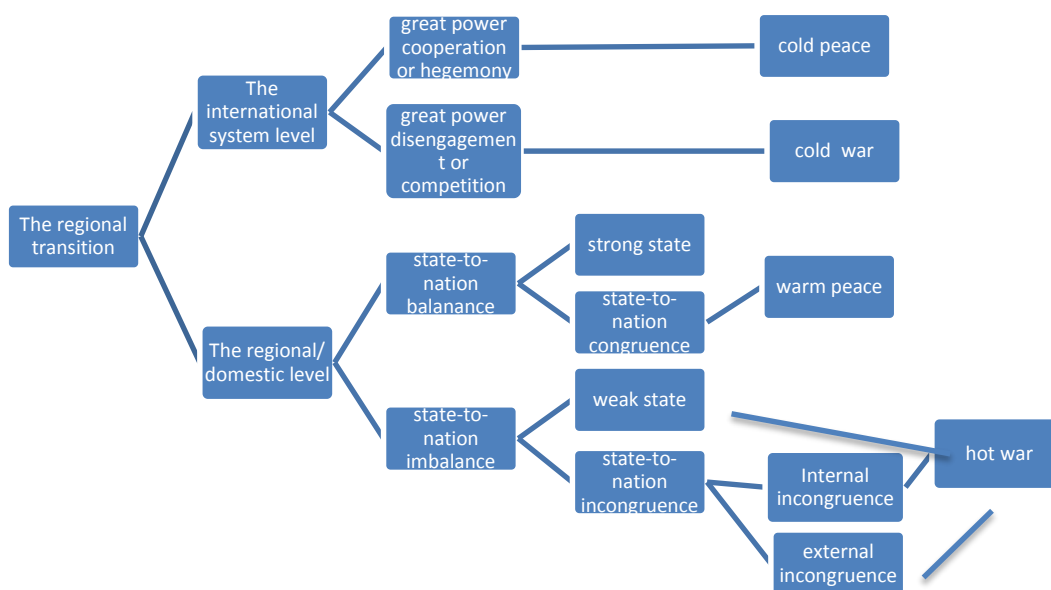 great power
cooperation
or hegemony
cold peace
The
international
system level
great power
disengagemen
t or
competition
cold war
The regional
transition
strong state
state-to-
nation
balanance
warm peace
state-to-
nation
congruence
The regional/
domestic level
weak state
state-to-
nation
imbalance
hot war
state-to-
nation
incongruence
Internal
incongruence
external
incongruence